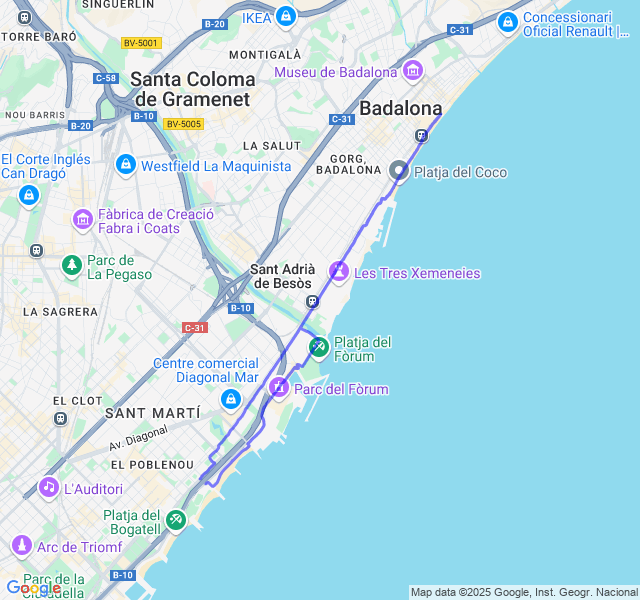 SINGUERLÍN
IKEA
B-20
C-31
Concessionari
Oficial Renault |...
TORRE BARÓ
BV-5001
MONTIGALÀ
C-58
Santa Coloma
de Gramenet
Museu de Badalona
Badalona
NOU BARRIS
B-10
B-20
BV-5005
C-31
LA SALUT
GORG,
BADALONA
El Corte Inglés
Can Dragó
Westfield La Maquinista
Platja del Coco
Fàbrica de Creació
Fabra i Coats
Parc de
La Pegaso
Sant Adrià
de Besòs
Les Tres Xemeneies
LA SAGRERA
B-10
C-31
Platja del
Fòrum
Centre comercial
Diagonal Mar
Parc del Fòrum
EL CLOT
SANT MARTÍ
Av. Diagonal
EL POBLENOU
L'Auditori
Platja del
Bogatell
Arc de Triomf
B-10
Parc de la
Ciutadella
Google
Map data ©2025 Google, Inst. Geogr. Nacional